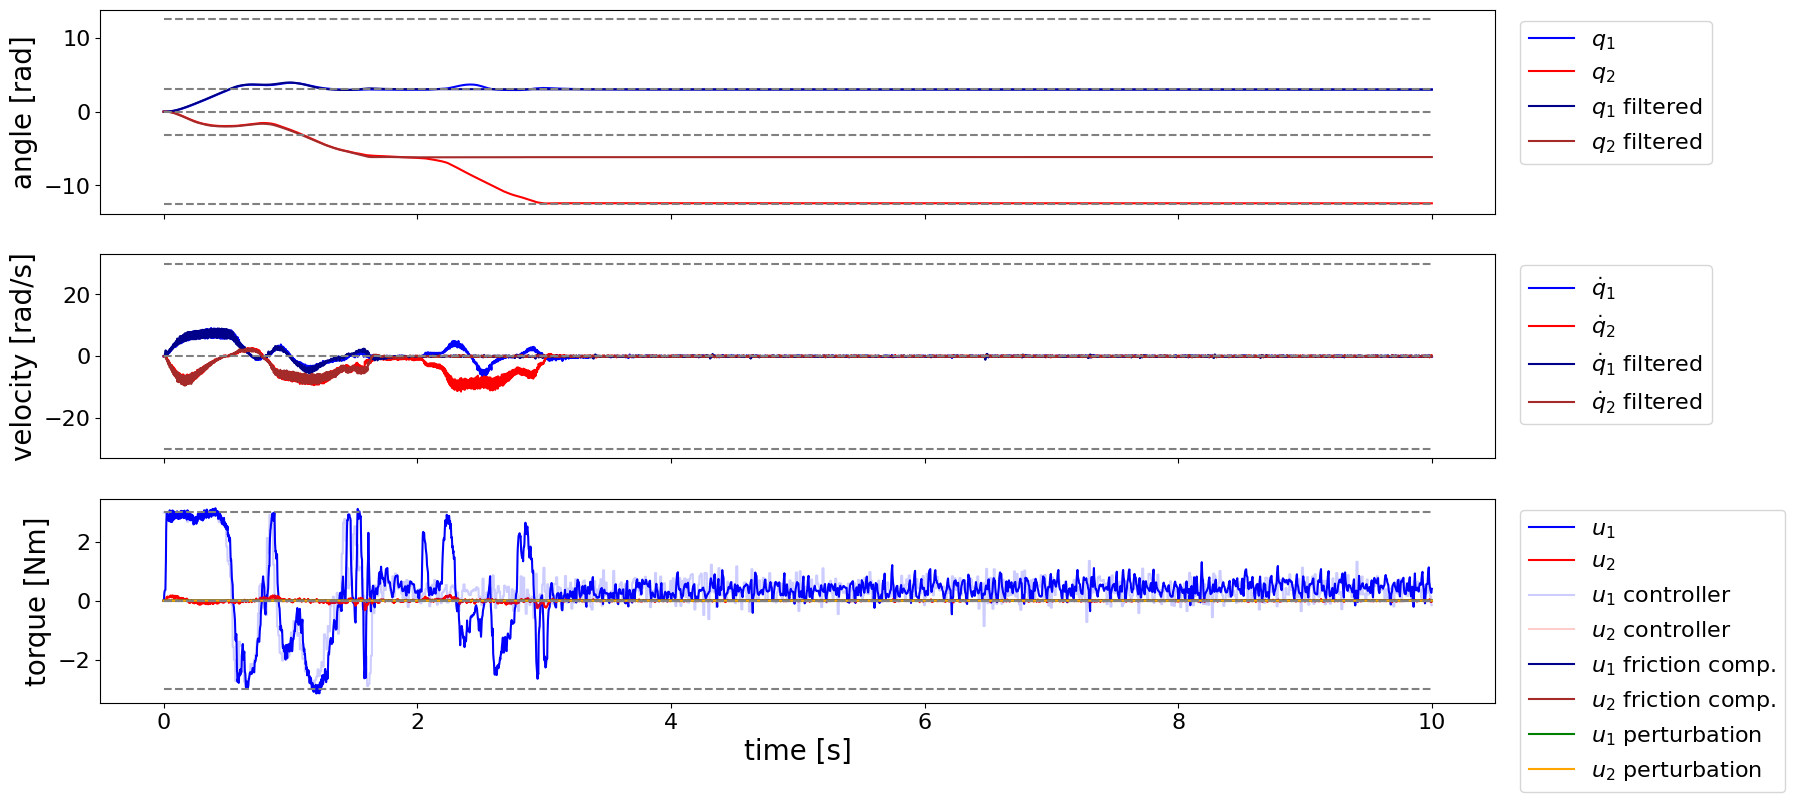 angle [rad]
10
0
−10
q₁
q₂
q₁ filtered
q₂ filtered
velocity [rad/s]
20
0
−20
q̇₁
q̇₂
q̇₁ filtered
q̇₂ filtered
torque [Nm]
2
0
−2
0 2 4 6 8 10
time [s]
u₁
u₂
u₁ controller
u₂ controller
u₁ friction comp.
u₂ friction comp.
u₁ perturbation
u₂ perturbation